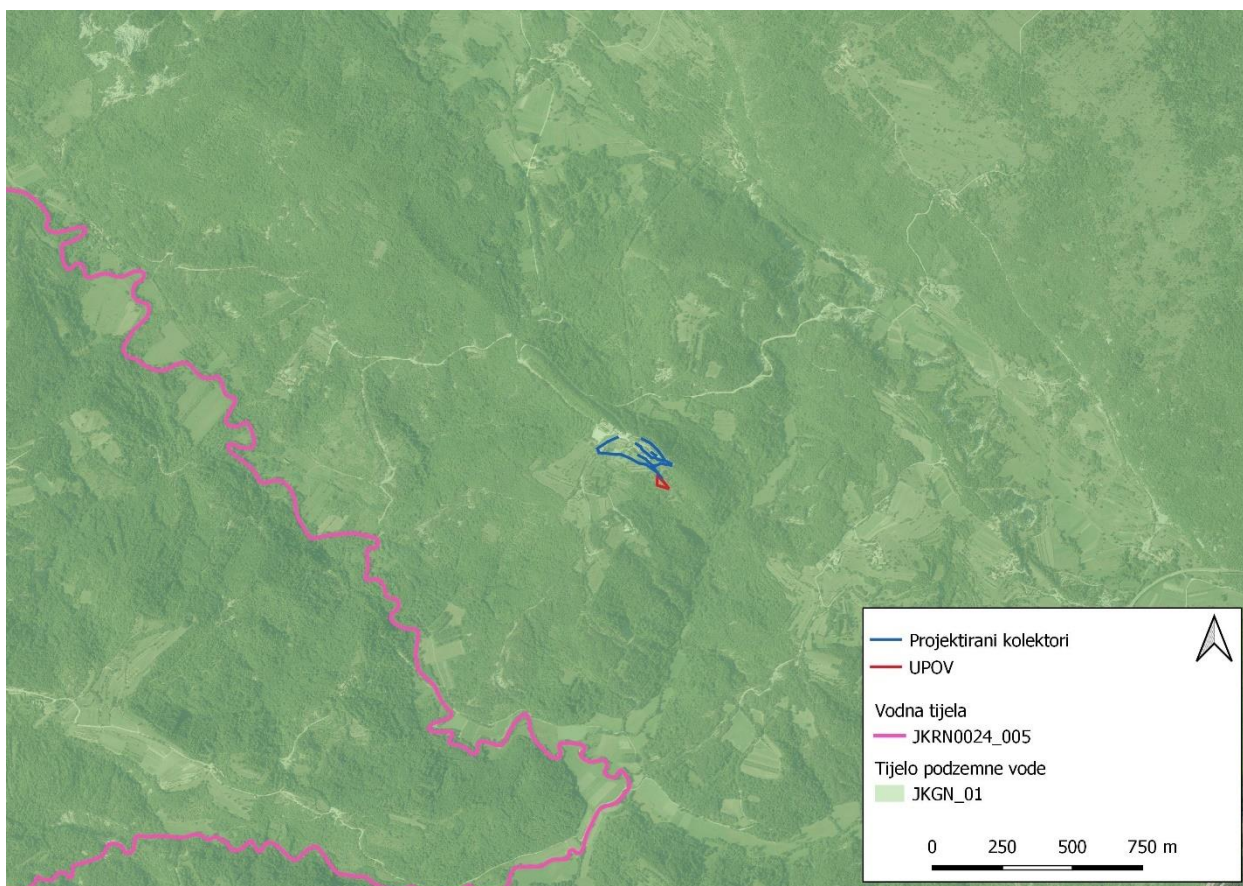 Projektirani kolektori
UPOV
Vodna tijela
JKRN0024_005
Tijelo podzemne vode
JKGN_01
0 250 500 750 m